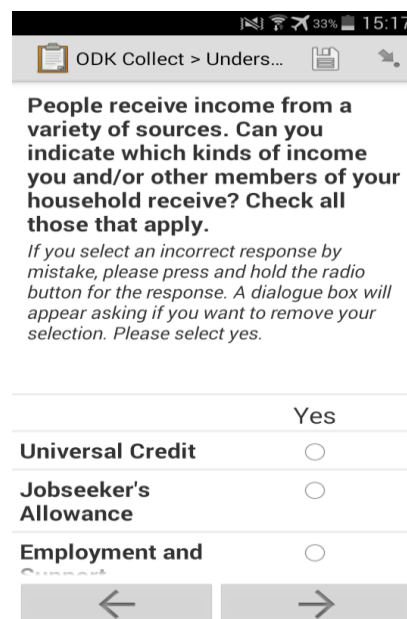 33% 15:17
ODK Collect > Unders...
People receive income from a
variety of sources. Can you
indicate which kinds of income
you and/or other members of your
household receive? Check all
those that apply.
If you select an incorrect response by
mistake, please press and hold the radio
button for the response. A dialogue box will
appear asking if you want to remove your
selection. Please select yes.
Yes
Universal Credit
Jobseeker's
Allowance
Employment and
Support